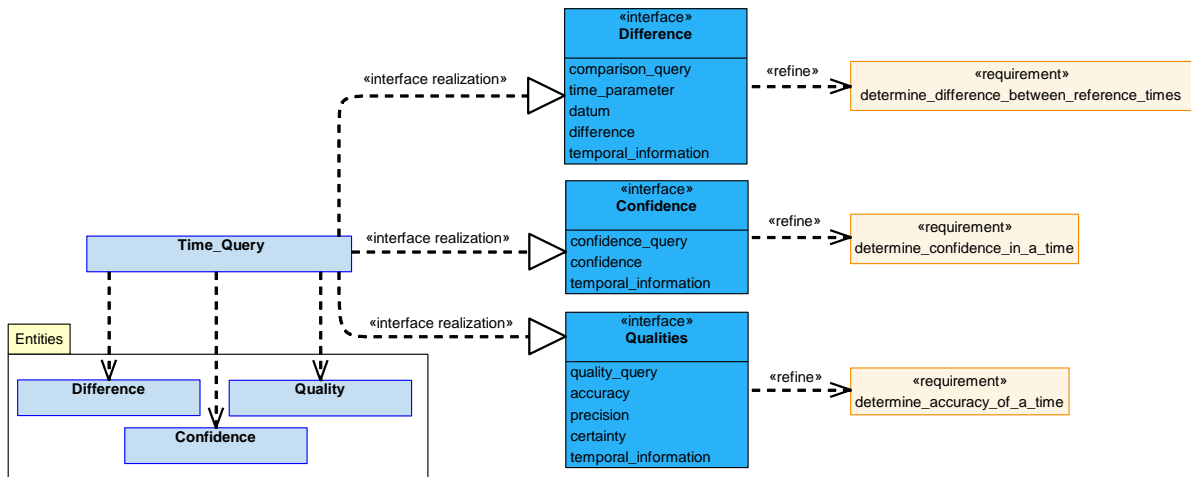 «interface»
Difference
comparison_query
time_parameter
datum
difference
temporal_information
«interface realization»
«refine»
«requirement»
determine_difference_between_reference_times
«interface»
Confidence
confidence_query
confidence
temporal_information
«interface realization»
«refine»
«requirement»
determine_confidence_in_a_time
Time_Query
«interface realization»
«interface»
Qualities
quality_query
accuracy
precision
certainty
temporal_information
«refine»
«requirement»
determine_accuracy_of_a_time
Entities
Difference
Quality
Confidence